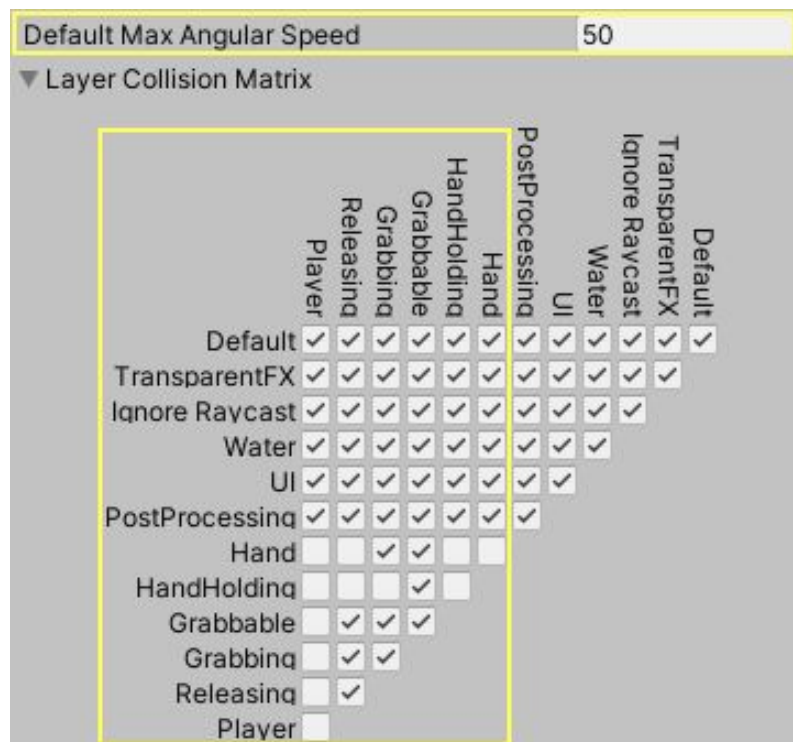 Default Max Angular Speed 50
Layer Collision Matrix
Player
Releasing
Grabbing
Grabbable
HandHolding
Hand
PostProcessing
UI
Water
Ignore Raycast
TransparentFX
Default
Default
TransparentFX
Ignore Raycast
Water
UI
PostProcessing
Hand
HandHolding
Grabbable
Grabbing
Releasing
Player